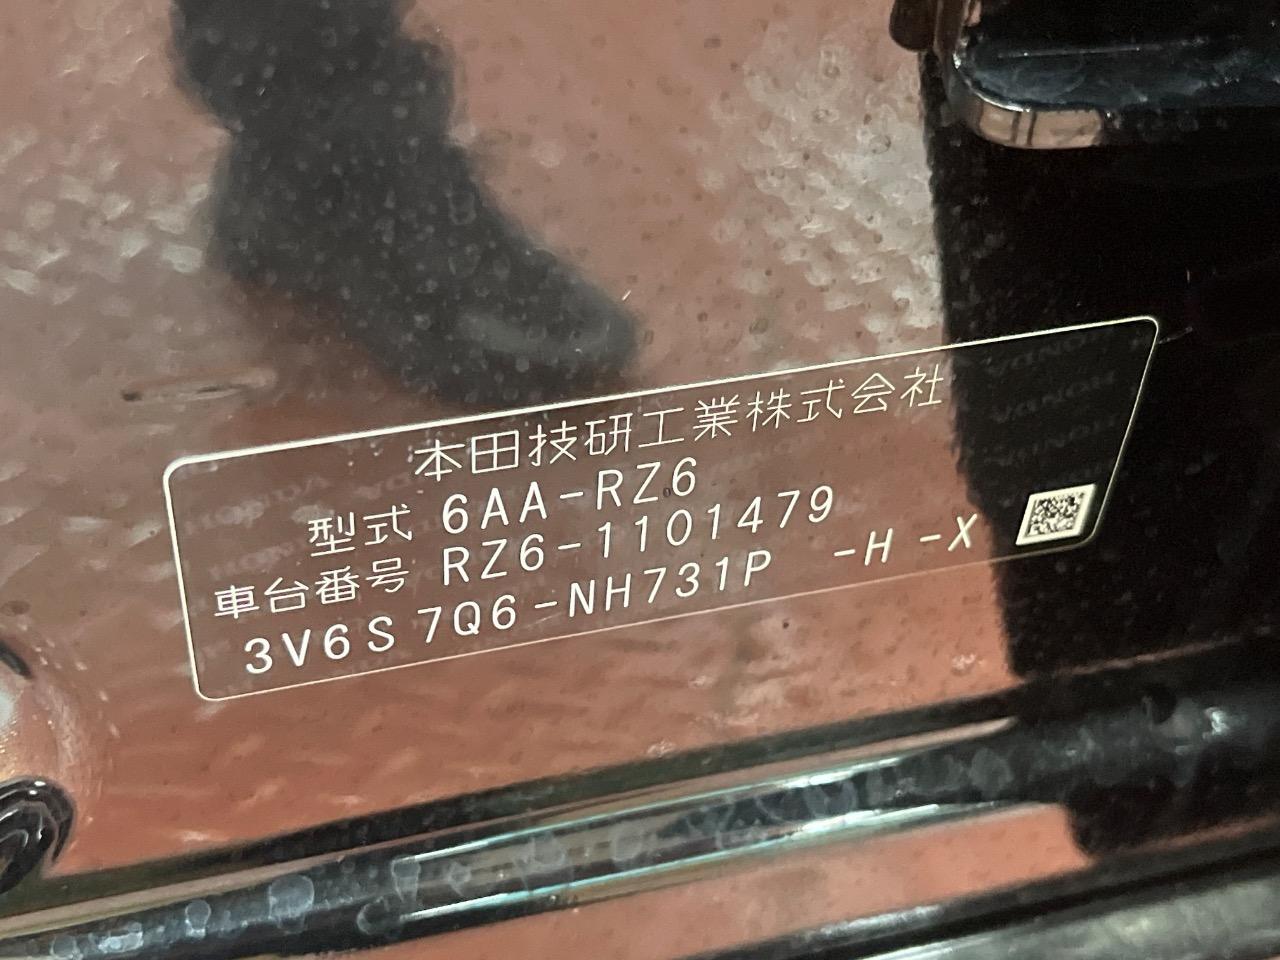 本田技研工業株式会社
型式 6AA-RZ6
車台番号 RZ6-1101479
3V6S 7Q6-NH731P -H -X